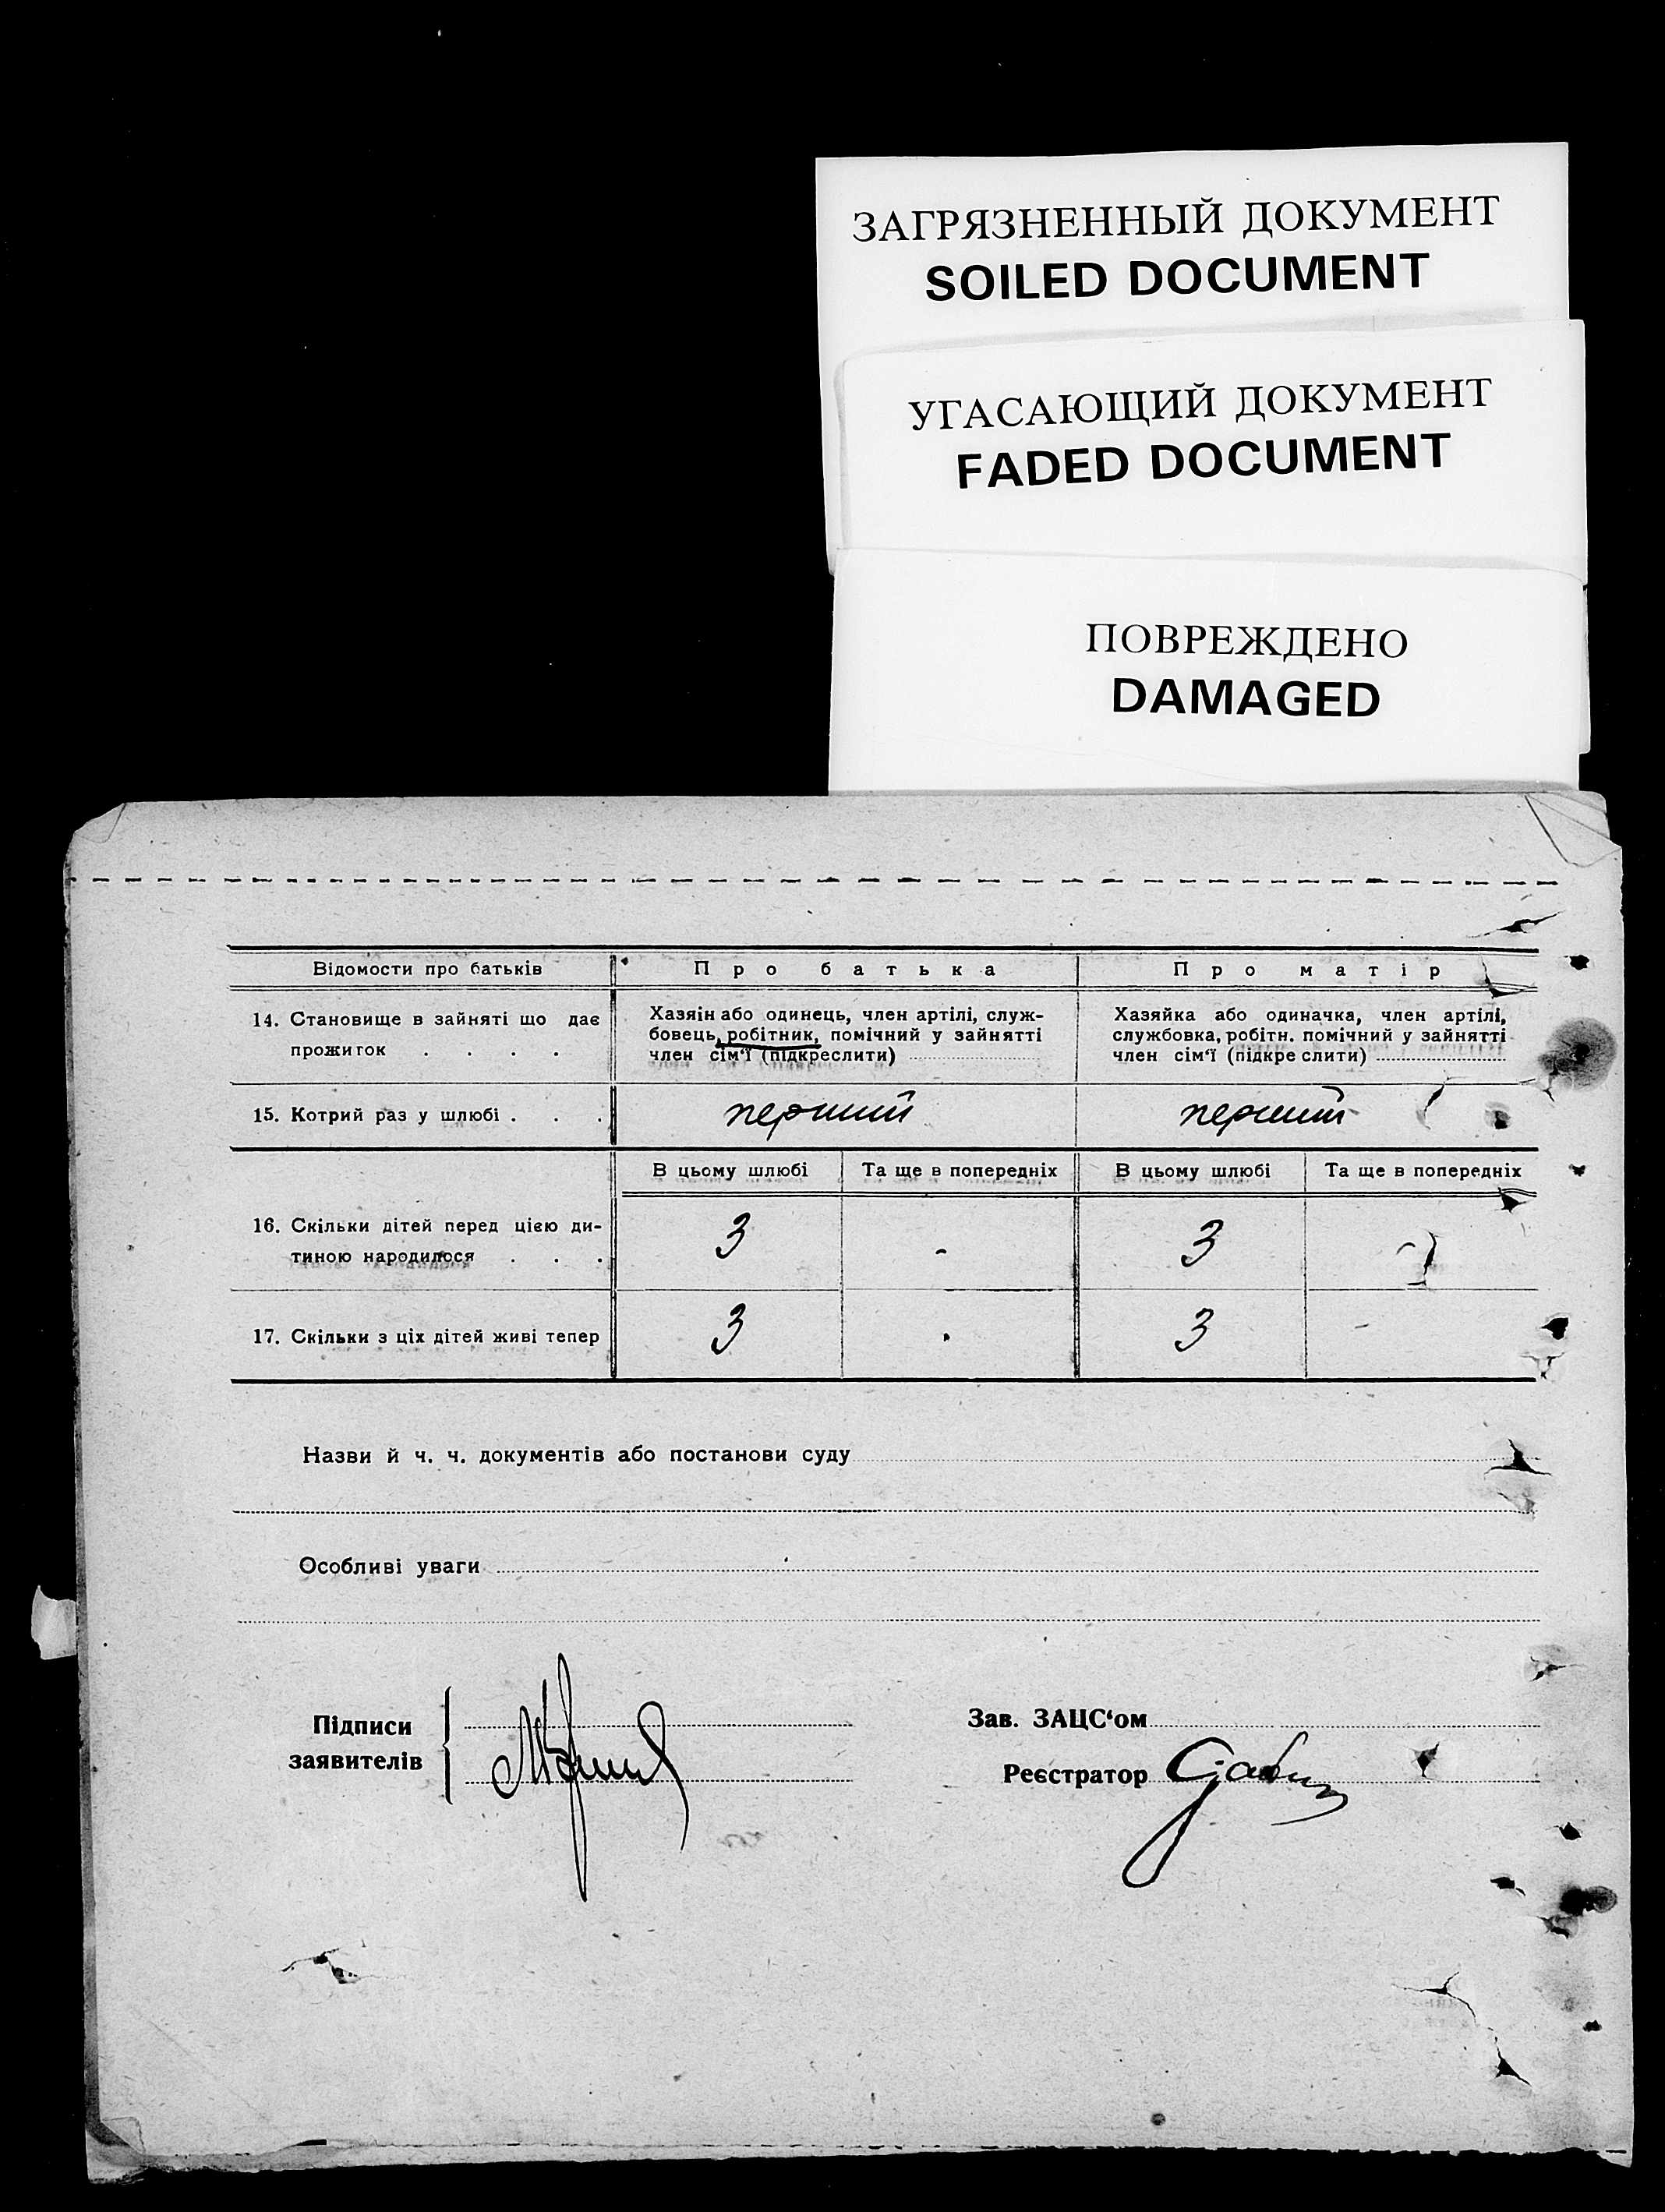 ЗАГРЯЗНЕННЫЙ ДОКУМЕНТ
SOILED DOCUMENT
УГАСАЮЩИЙ ДОКУМЕНТ
FADED DOCUMENT
ПОВРЕЖДЕНО
DAMAGED
Відомости про батьків Про батька Про матір
14. Становище в зайняті що дає прожиток . . . .
Хазяін або одинець, член артілі, служ-
бовець, робітник, помічний у зайнятті
член сім‘ї (підкреслити)
Хазяйка або одиначка, член артілі,
службовка, робітн. помічний у зайнятті
член сім‘ї (підкреслити)
15. Котрий раз у шлюбі . . . перший перший
В цьому шлюбі Та ще в попередніх В цьому шлюбі Та ще в попередніх
16. Скільки дітей перед цією ди-
тиною народилося . . . 3 - 3 -
17. Скільки з ціх дітей живі тепер 3 - 3 -
Назви й ч. ч. документів або постанови суду
Особливі уваги
Підписи
заявителів
Зав. ЗАЦС‘ом
Реєстратор